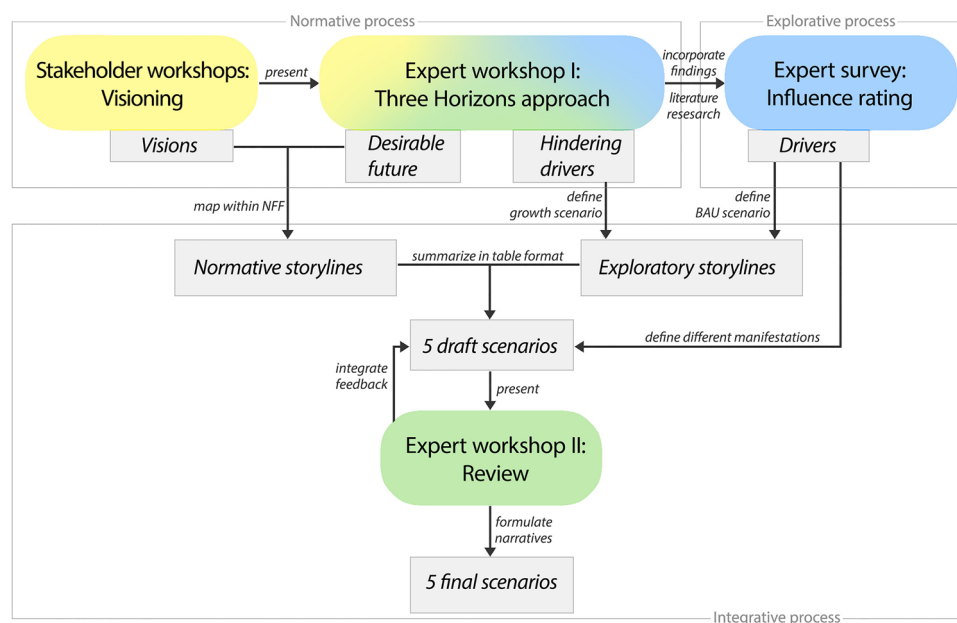 Normative process
Explorative process
Stakeholder workshops:
Visioning
present
Expert workshop I:
Three Horizons approach
incorporate
findings
literature
research
Expert survey:
Influence rating
Visions
Desirable
future
Hindering
drivers
Drivers
map within NFF
define
growth scenario
define
BAU scenario
Normative storylines
summarize in table format
Exploratory storylines
5 draft scenarios
define different manifestations
integrate
feedback
present
Expert workshop II:
Review
formulate
narratives
5 final scenarios
Integrative process